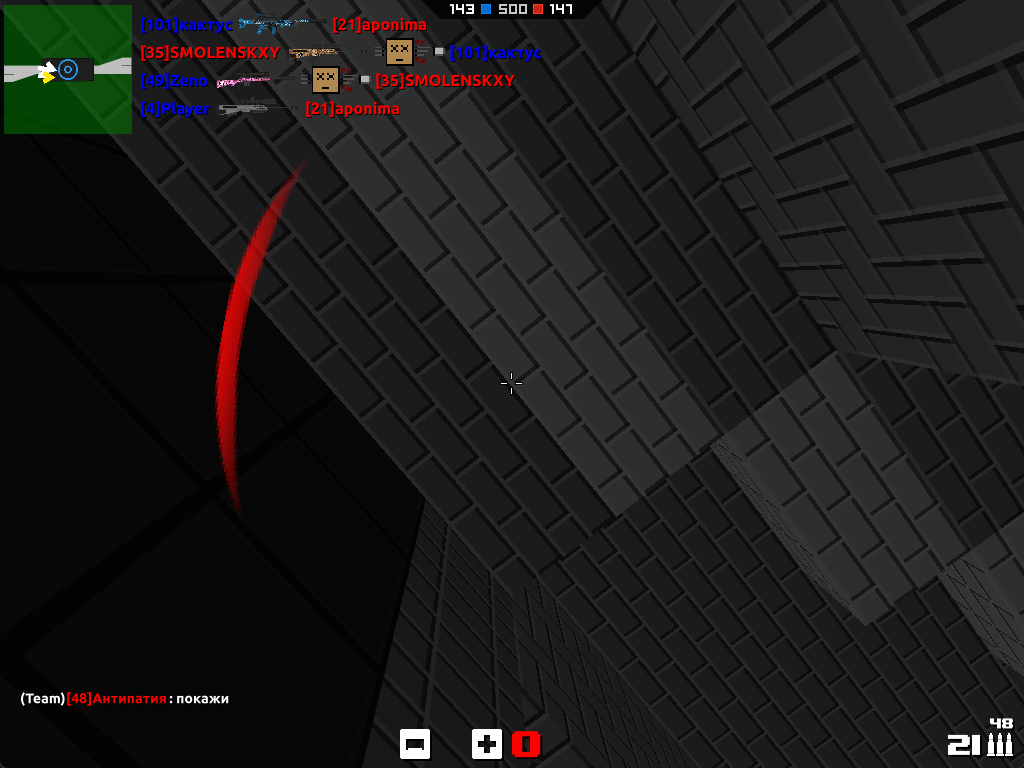 143 500 147
[101]кактус [21]aponima
[35]SMOLENSKXY [101]кактус
[49]Zeno [35]SMOLENSKXY
[4]Player [21]aponima
(Team)[48]Антипатия : покажи
48
21